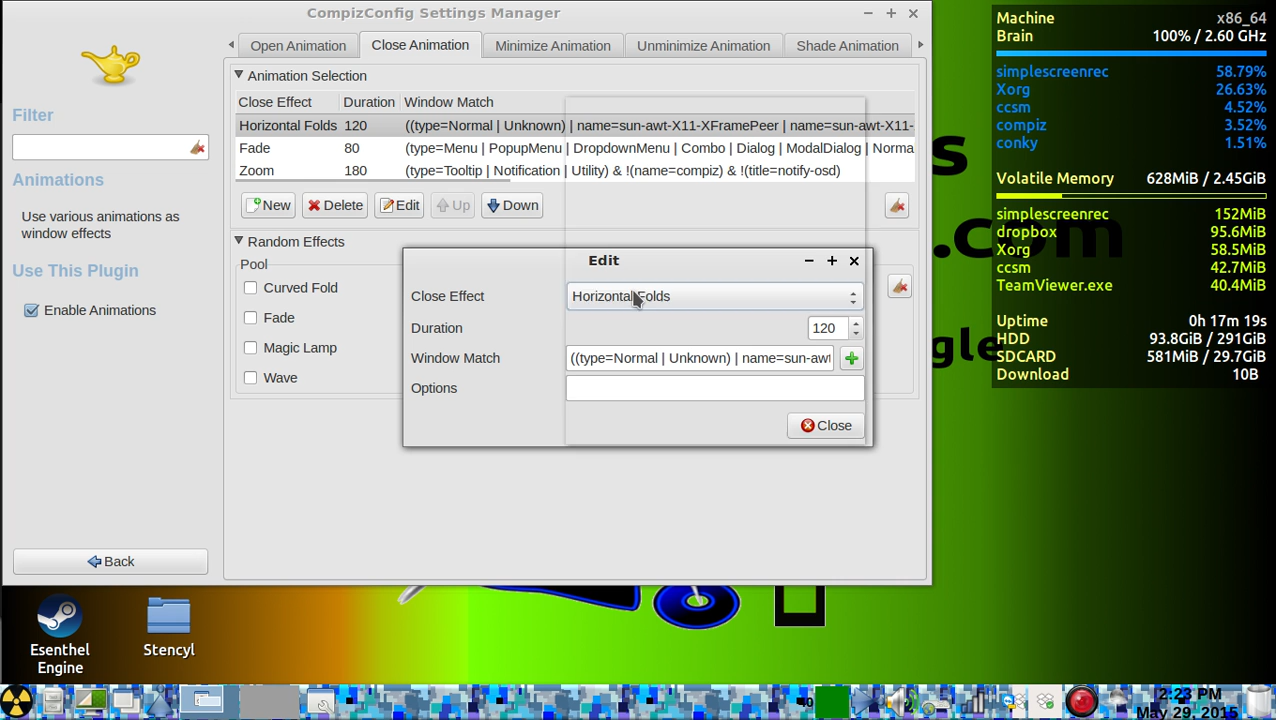 CompizConfig Settings Manager
Filter
Animations
Use various animations as
window effects
Use This Plugin
Enable Animations
Back
Open Animation
Close Animation
Minimize Animation
Unminimize Animation
Shade Animation
Animation Selection
Close Effect Duration Window Match
Horizontal Folds 120 ((type=Normal | Unknown) | name=sun-awt-X11-XFramePeer | name=sun-awt-X11-
Fade 80 (type=Menu | PopupMenu | DropdownMenu | Combo | Dialog | ModalDialog | Norma
Zoom 180 (type=Tooltip | Notification | Utility) & !(name=compiz) & !(title=notify-osd)
New
Delete
Edit
Up
Down
Random Effects
Pool
Curved Fold
Fade
Magic Lamp
Wave
Edit
Close Effect Horizontal Folds
Duration 120
Window Match ((type=Normal | Unknown) | name=sun-awt
Options
Close
Machine x86_64
Brain 100% / 2.60 GHz
simplescreenrec 58.79%
Xorg 26.63%
ccsm 4.52%
compiz 3.52%
conky 1.51%
Volatile Memory 628MiB / 2.45GiB
simplescreenrec 152MiB
dropbox 95.6MiB
Xorg 58.5MiB
ccsm 42.7MiB
TeamViewer.exe 40.4MiB
Uptime 0h 17m 19s
HDD 93.8GiB / 291GiB
SDCARD 581MiB / 29.7GiB
Download 10B
s
.com
gle
Esenthel
Engine
Stencyl
2:23 PM
May 29, 2015